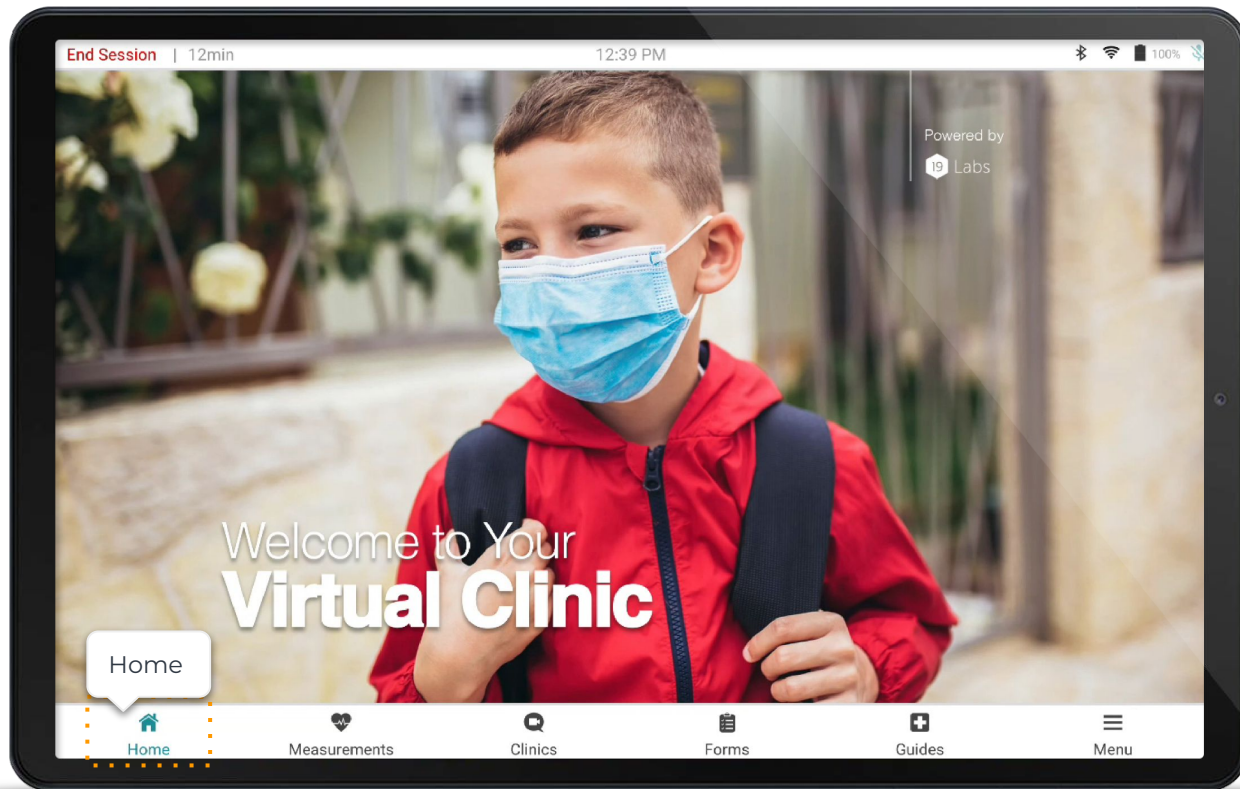 End Session | 12min 12:39 PM 100%
Powered by
19 Labs
Welcome to Your
Virtual Clinic
Home
Home Measurements Clinics Forms Guides Menu